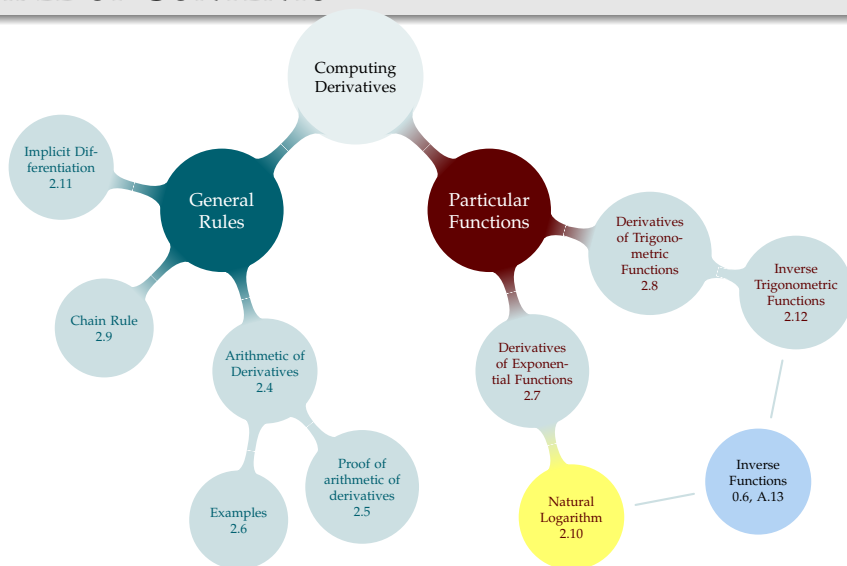 Computing
Derivatives
Implicit Dif-
ferentiation
2.11
General
Rules
Particular
Functions
Derivatives
of Trigono-
metric
Functions
2.8
Inverse
Trigonometric
Functions
2.12
Chain Rule
2.9
Arithmetic of
Derivatives
2.4
Derivatives
of Exponen-
tial Functions
2.7
Proof of
arithmetic of
derivatives
2.5
Examples
2.6
Natural
Logarithm
2.10
Inverse
Functions
0.6, A.13